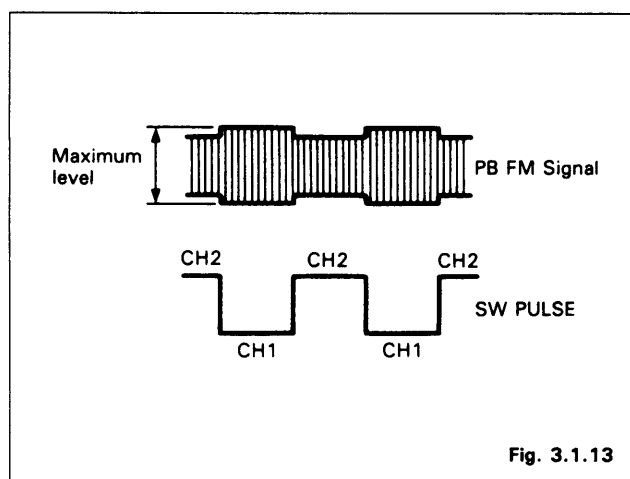 Maximum
level
PB FM Signal
CH2
CH2
CH2
SW PULSE
CH1
CH1
Fig. 3.1.13